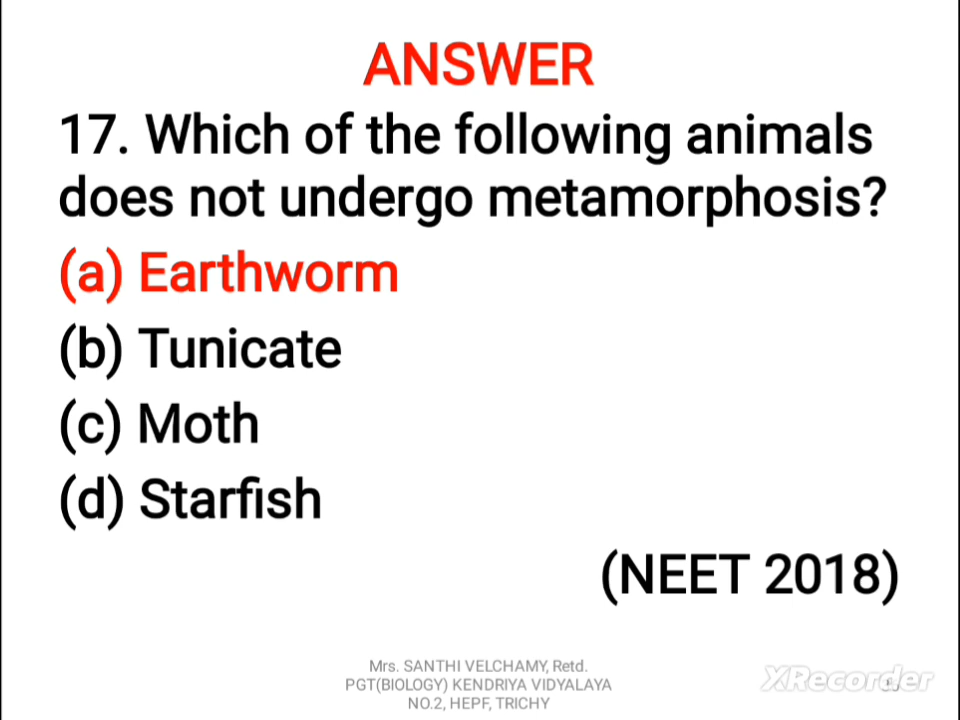 ANSWER
17. Which of the following animals
does not undergo metamorphosis?
(a) Earthworm
(b) Tunicate
(c) Moth
(d) Starfish
(NEET 2018)
Mrs. SANTHI VELCHAMY, Retd.
PGT(BIOLOGY) KENDRIYA VIDYALAYA
NO.2, HEPF, TRICHY
XRecorder